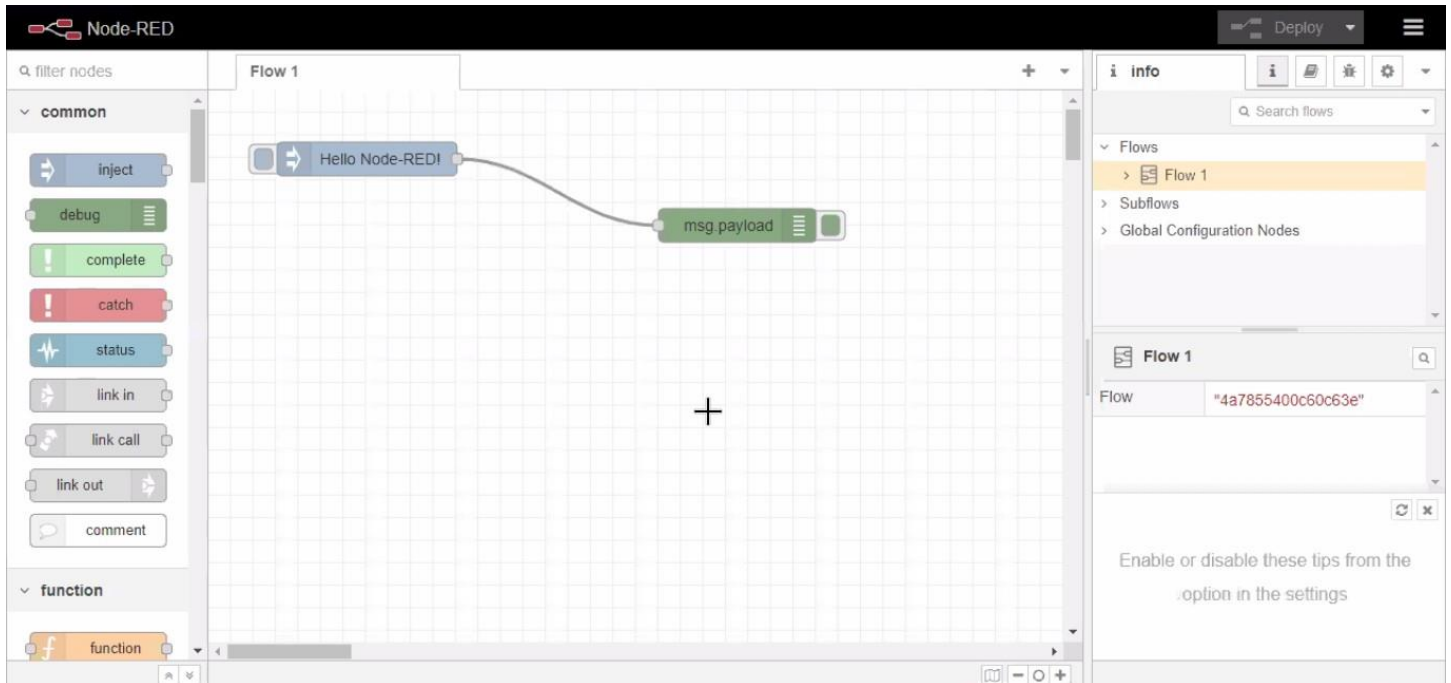 Node-RED
Deploy
filter nodes
Flow 1
info
i
common
Search flows
Flows
Flow 1
Subflows
Global Configuration Nodes
inject
debug
complete
catch
status
link in
link call
link out
comment
function
function
Hello Node-RED!
msg.payload
Flow 1
Flow "4a7855400c60c63e"
Enable or disable these tips from the
option in the settings